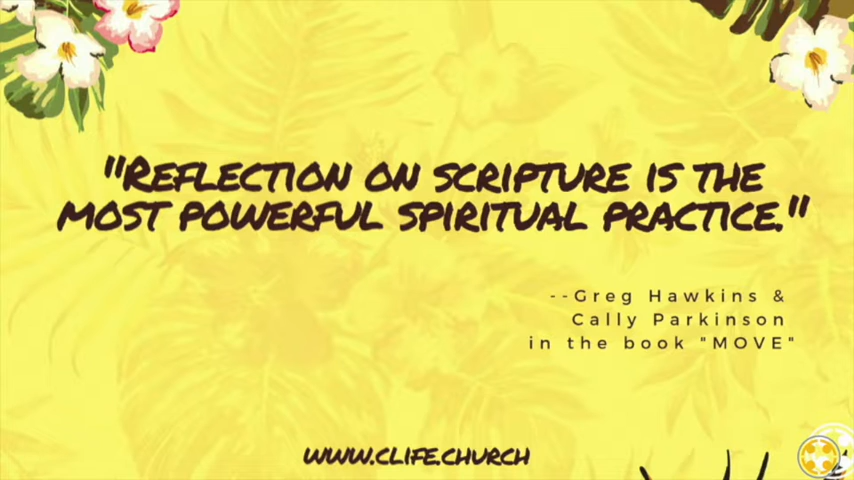 "REFLECTION ON SCRIPTURE IS THE
MOST POWERFUL SPIRITUAL PRACTICE."
--Greg Hawkins &
Cally Parkinson
in the book "MOVE"
WWW.CLIFE.CHURCH